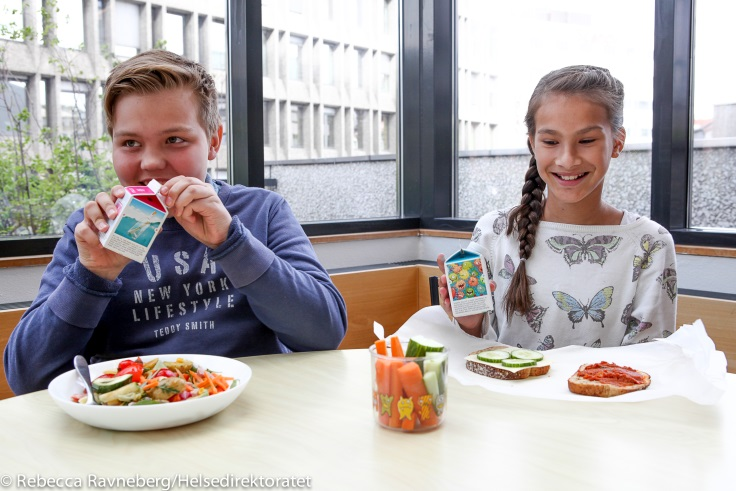 USA
NEW YORK
LIFESTYLE
TEDDY SMITH
© Rebecca Ravneberg/Helsedirektoratet